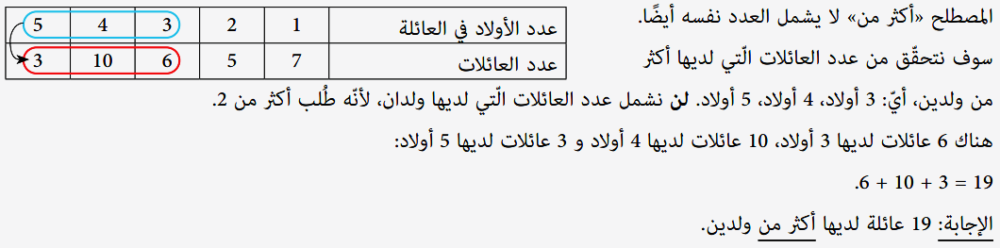 المصطلح «أكثر من» لا يشمل العدد نفسه أيضًا.
سوف نتحقّق من عدد العائلات الّتي لديها أكثر
عدد الأولاد في العائلة 1 2 3 4 5
عدد العائلات 7 5 6 10 3
من ولدين، أيّ: 3 أولاد، 4 أولاد، 5 أولاد. لن نشمل عدد العائلات الّتي لديها ولدان، لأنّه طُلب أكثر من 2.
هناك 6 عائلات لديها 3 أولاد، 10 عائلات لديها 4 أولاد و 3 عائلات لديها 5 أولاد:
6 + 10 + 3 = 19.
الإجابة: 19 عائلة لديها أكثر من ولدين.